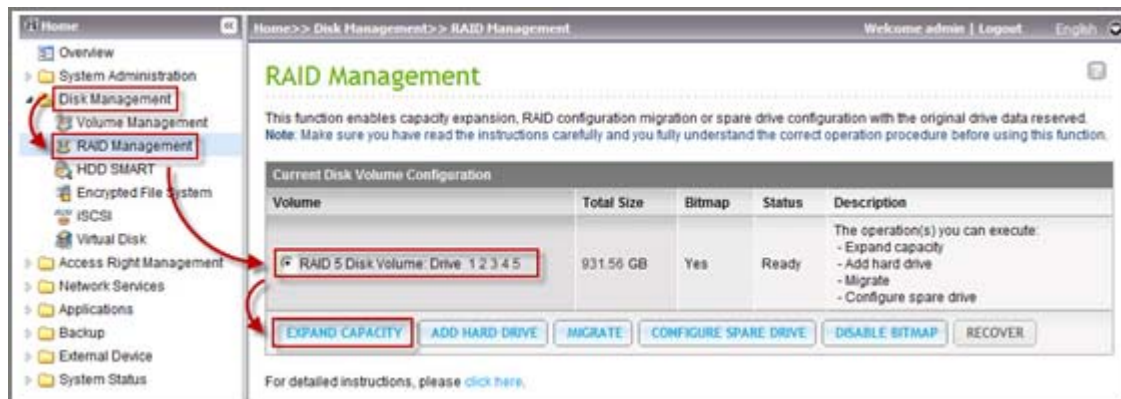 Home
Overview
System Administration
Disk Management
Volume Management
RAID Management
HDD SMART
Encrypted File System
iSCSI
Virtual Disk
Access Right Management
Network Services
Applications
Backup
External Device
System Status
Home>> Disk Management>> RAID Management
Welcome admin | Logout
English
RAID Management
This function enables capacity expansion, RAID configuration migration or spare drive configuration with the original drive data reserved.
Note: Make sure you have read the instructions carefully and you fully understand the correct operation procedure before using this function.
Current Disk Volume Configuration
Volume Total Size Bitmap Status Description
RAID 5 Disk Volume: Drive 1 2 3 4 5 931.56 GB Yes Ready
The operation(s) you can execute:
- Expand capacity
- Add hard drive
- Migrate
- Configure spare drive
EXPAND CAPACITY ADD HARD DRIVE MIGRATE CONFIGURE SPARE DRIVE DISABLE BITMAP RECOVER
For detailed instructions, please click here.